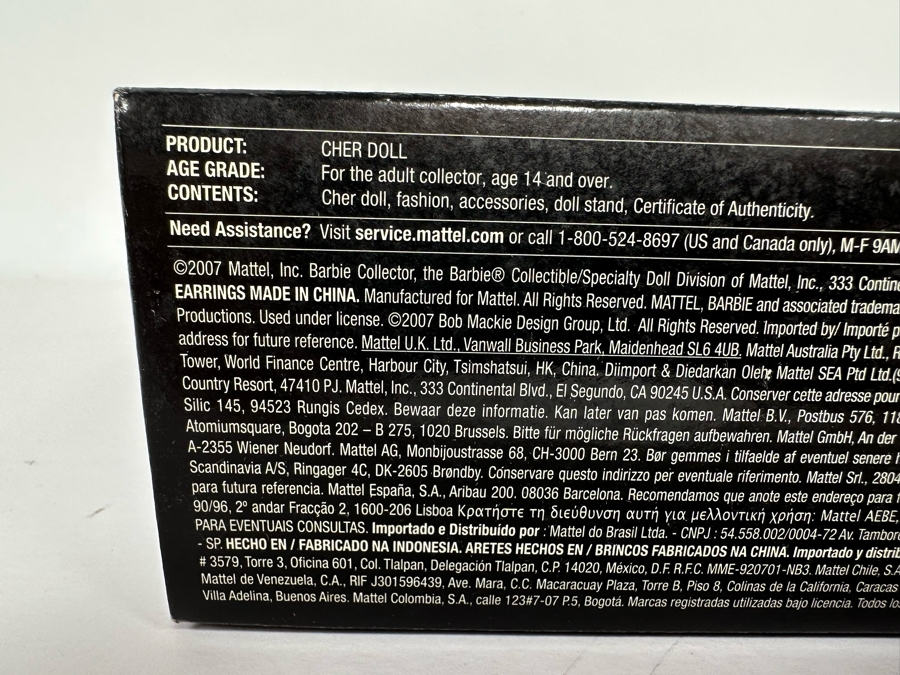 PRODUCT: CHER DOLL
AGE GRADE: For the adult collector, age 14 and over.
CONTENTS: Cher doll, fashion, accessories, doll stand, Certificate of Authenticity.
Need Assistance? Visit service.mattel.com or call 1-800-524-8697 (US and Canada only), M-F 9AM
©2007 Mattel, Inc. Barbie Collector, the Barbie® Collectible/Specialty Doll Division of Mattel, Inc., 333 Contine
EARRINGS MADE IN CHINA. Manufactured for Mattel. All Rights Reserved. MATTEL, BARBIE and associated tradema
Productions. Used under license. ©2007 Bob Mackie Design Group, Ltd. All Rights Reserved. Imported by/ Importé p
address for future reference. Mattel U.K. Ltd., Vanwall Business Park, Maidenhead SL6 4UB. Mattel Australia Pty Ltd., R
Tower, World Finance Centre, Harbour City, Tsimshatsui, HK, China. Diimport & Diedarkan Oleh: Mattel SEA Ptd Ltd.(9
Country Resort, 47410 PJ. Mattel, Inc., 333 Continental Blvd., El Segundo, CA 90245 U.S.A. Conserver cette adresse pour
Silic 145, 94523 Rungis Cedex. Bewaar deze informatie. Kan later van pas komen. Mattel B.V., Postbus 576, 118
Atomiumsquare, Bogota 202 – B 275, 1020 Brussels. Bitte für mögliche Rückfragen aufbewahren. Mattel GmbH, An der
A-2355 Wiener Neudorf. Mattel AG, Monbijoustrasse 68, CH-3000 Bern 23. Bør gemmes i tilfaelde af eventuel senere h
Scandinavia A/S, Ringager 4C, DK-2605 Brøndby. Conservare questo indirizzo per eventuale riferimento. Mattel Srl., 2804
para futura referencia. Mattel España, S.A., Aribau 200. 08036 Barcelona. Recomendamos que anote este endereço para f
90/96, 2º andar Fracção 2, 1600-206 Lisboa Κρατήστε τη διεύθυνση αυτή για μελλοντική χρήση: Mattel AEBE,
PARA EVENTUAIS CONSULTAS. Importado e Distribuído por : Mattel do Brasil Ltda. - CNPJ : 54.558.002/0004-72 Av. Tambore
- SP. HECHO EN / FABRICADO NA INDONESIA. ARETES HECHOS EN / BRINCOS FABRICADOS NA CHINA. Importado y distrib
# 3579, Torre 3, Oficina 601, Col. Tlalpan, Delegación Tlalpan, C.P. 14020, México, D.F. R.F.C. MME-920701-NB3. Mattel Chile, S.A
Mattel de Venezuela, C.A., RIF J301596439, Ave. Mara, C.C. Macaracuay Plaza, Torre B, Piso 8, Colinas de la California, Caracas
Villa Adelina, Buenos Aires. Mattel Colombia, S.A., calle 123#7-07 P.5, Bogotá. Marcas registradas utilizadas bajo licencia. Todos lo